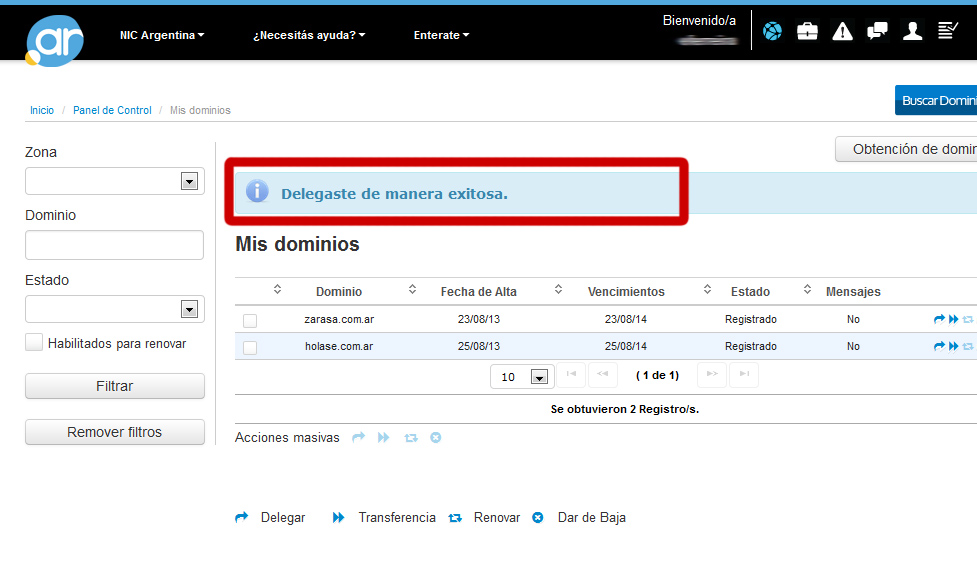 .ar
NIC Argentina
¿Necesitás ayuda?
Enterate
Bienvenido/a
Inicio / Panel de Control / Mis dominios
Buscar Domini
Obtención de domin
Zona
Dominio
Estado
Habilitados para renovar
Filtrar
Remover filtros
i Delegaste de manera exitosa.
Mis dominios
Dominio Fecha de Alta Vencimientos Estado Mensajes
zarasa.com.ar 23/08/13 23/08/14 Registrado No
holase.com.ar 25/08/13 25/08/14 Registrado No
10 ( 1 de 1)
Se obtuvieron 2 Registro/s.
Acciones masivas
Delegar Transferencia Renovar Dar de Baja